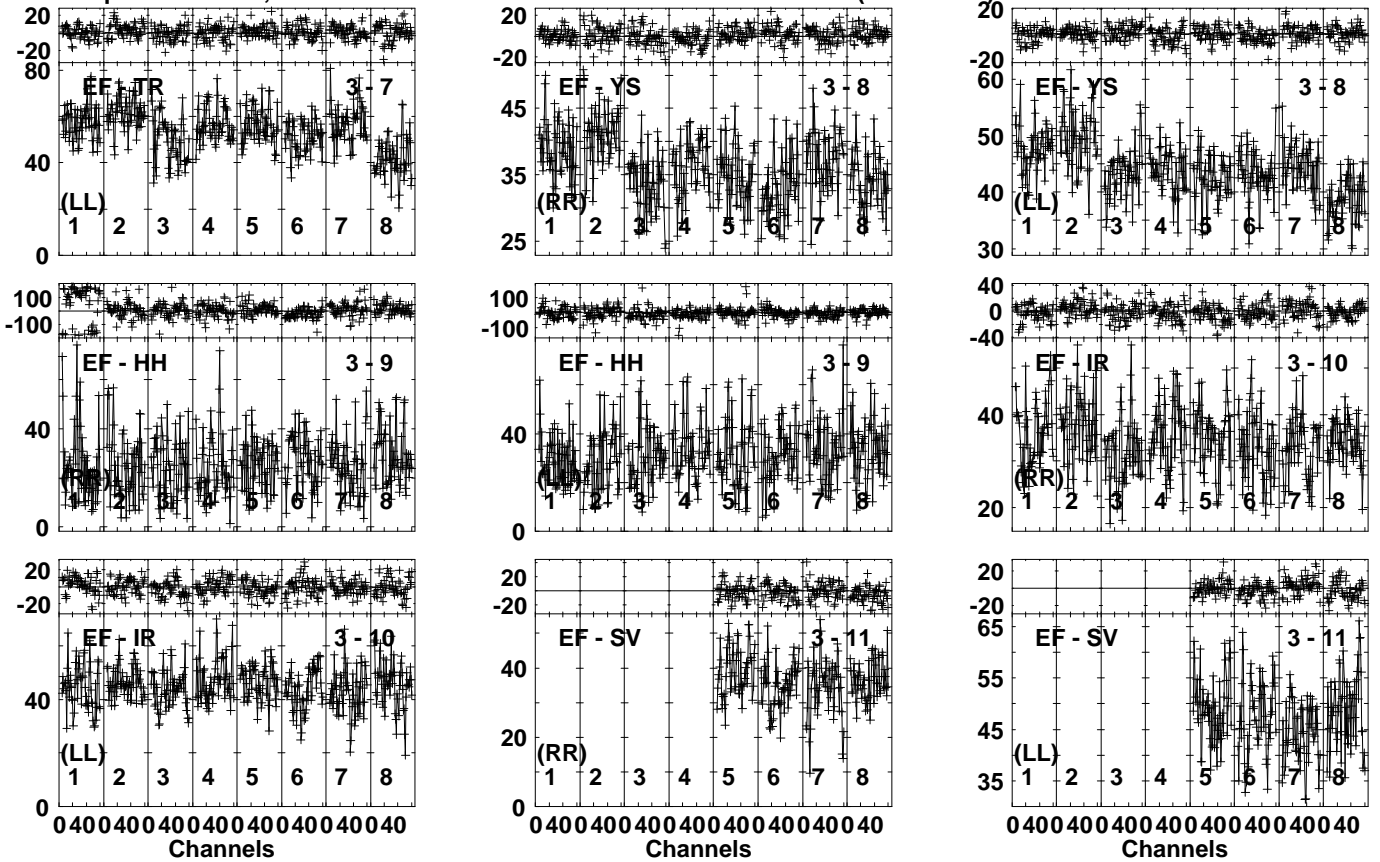 20 20 20
-20 -20 -20
80 EF - TR 3 - 7 EF - YS 3 - 8 60 EF - YS 3 - 8
45
50
40 35 40
(LL) (RR) (LL)
1 2 3 4 5 6 7 8 1 2 3 4 5 6 7 8 1 2 3 4 5 6 7 8
0 25 30
100 100 40
-100 -100 0
-40
EF - HH 3 - 9 EF - HH 3 - 9 EF - IR 3 - 10
40 40 40
(RR) (LL) (RR)
1 2 3 4 5 6 7 8 1 2 3 4 5 6 7 8 1 2 3 4 5 6 7 8
0 0 20
20 20 20
-20 -20 -20
EF - IR 3 - 10 EF - SV 3 - 11 65 EF - SV 3 - 11
40 40 55
20 45
(LL) (RR) (LL)
1 2 3 4 5 6 7 8 1 2 3 4 5 6 7 8 35 1 2 3 4 5 6 7 8
0 0
0 40 0 40 0 40 0 40 0 40 0 40 0 40 0 40 0 40 0 40 0 40 0 40 0 40 0 40 0 40 0 40 0 40 0 40 0 40 0 40 0 40 0 40 0 40 0 40
Channels Channels Channels